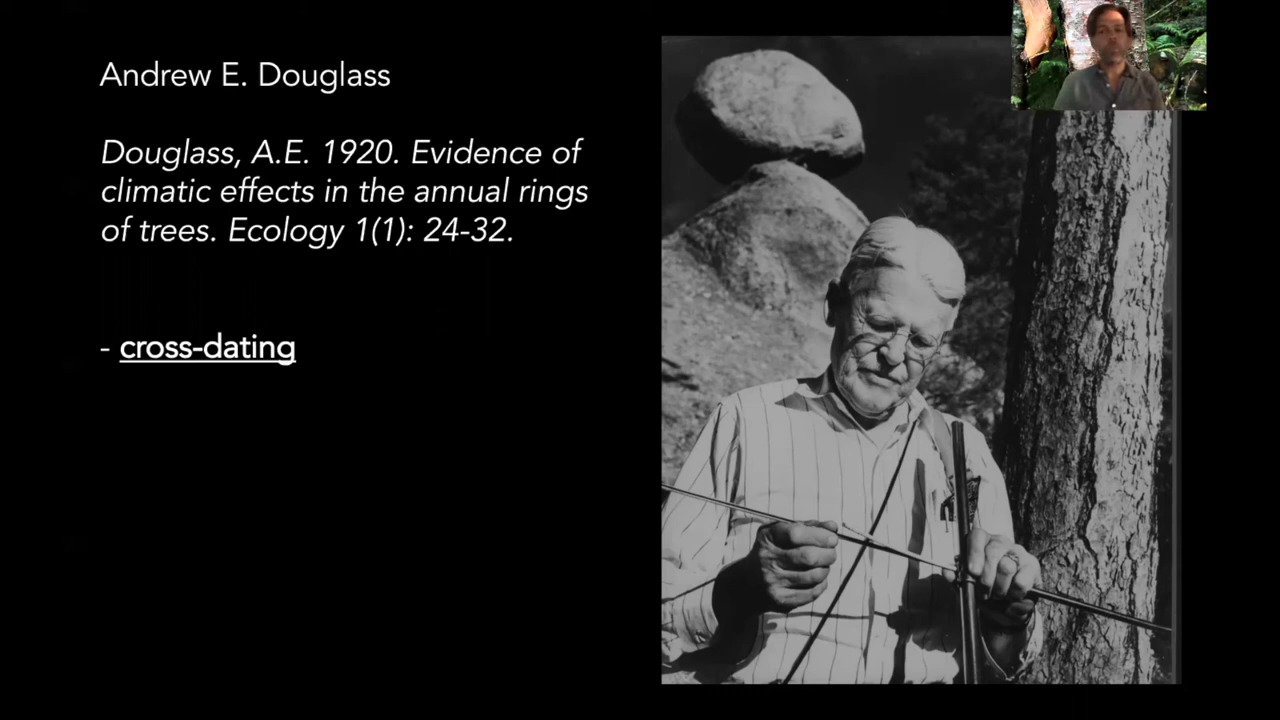 Andrew E. Douglass
Douglass, A.E. 1920. Evidence of
climatic effects in the annual rings
of trees. Ecology 1(1): 24-32.
- cross-dating